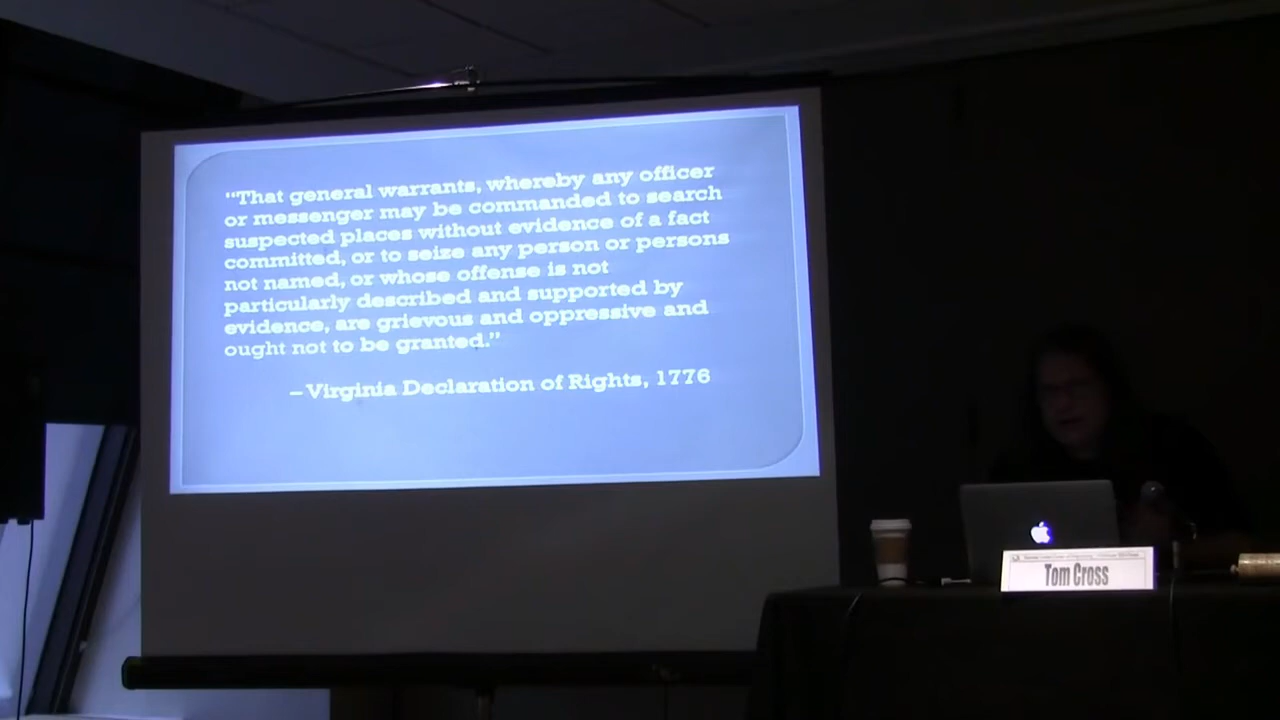 “That general warrants, whereby any officer
or messenger may be commanded to search
suspected places without evidence of a fact
committed, or to seize any person or persons
not named, or whose offense is not
particularly described and supported by
evidence, are grievous and oppressive and
ought not to be granted.”
– Virginia Declaration of Rights, 1776
Tom Cross